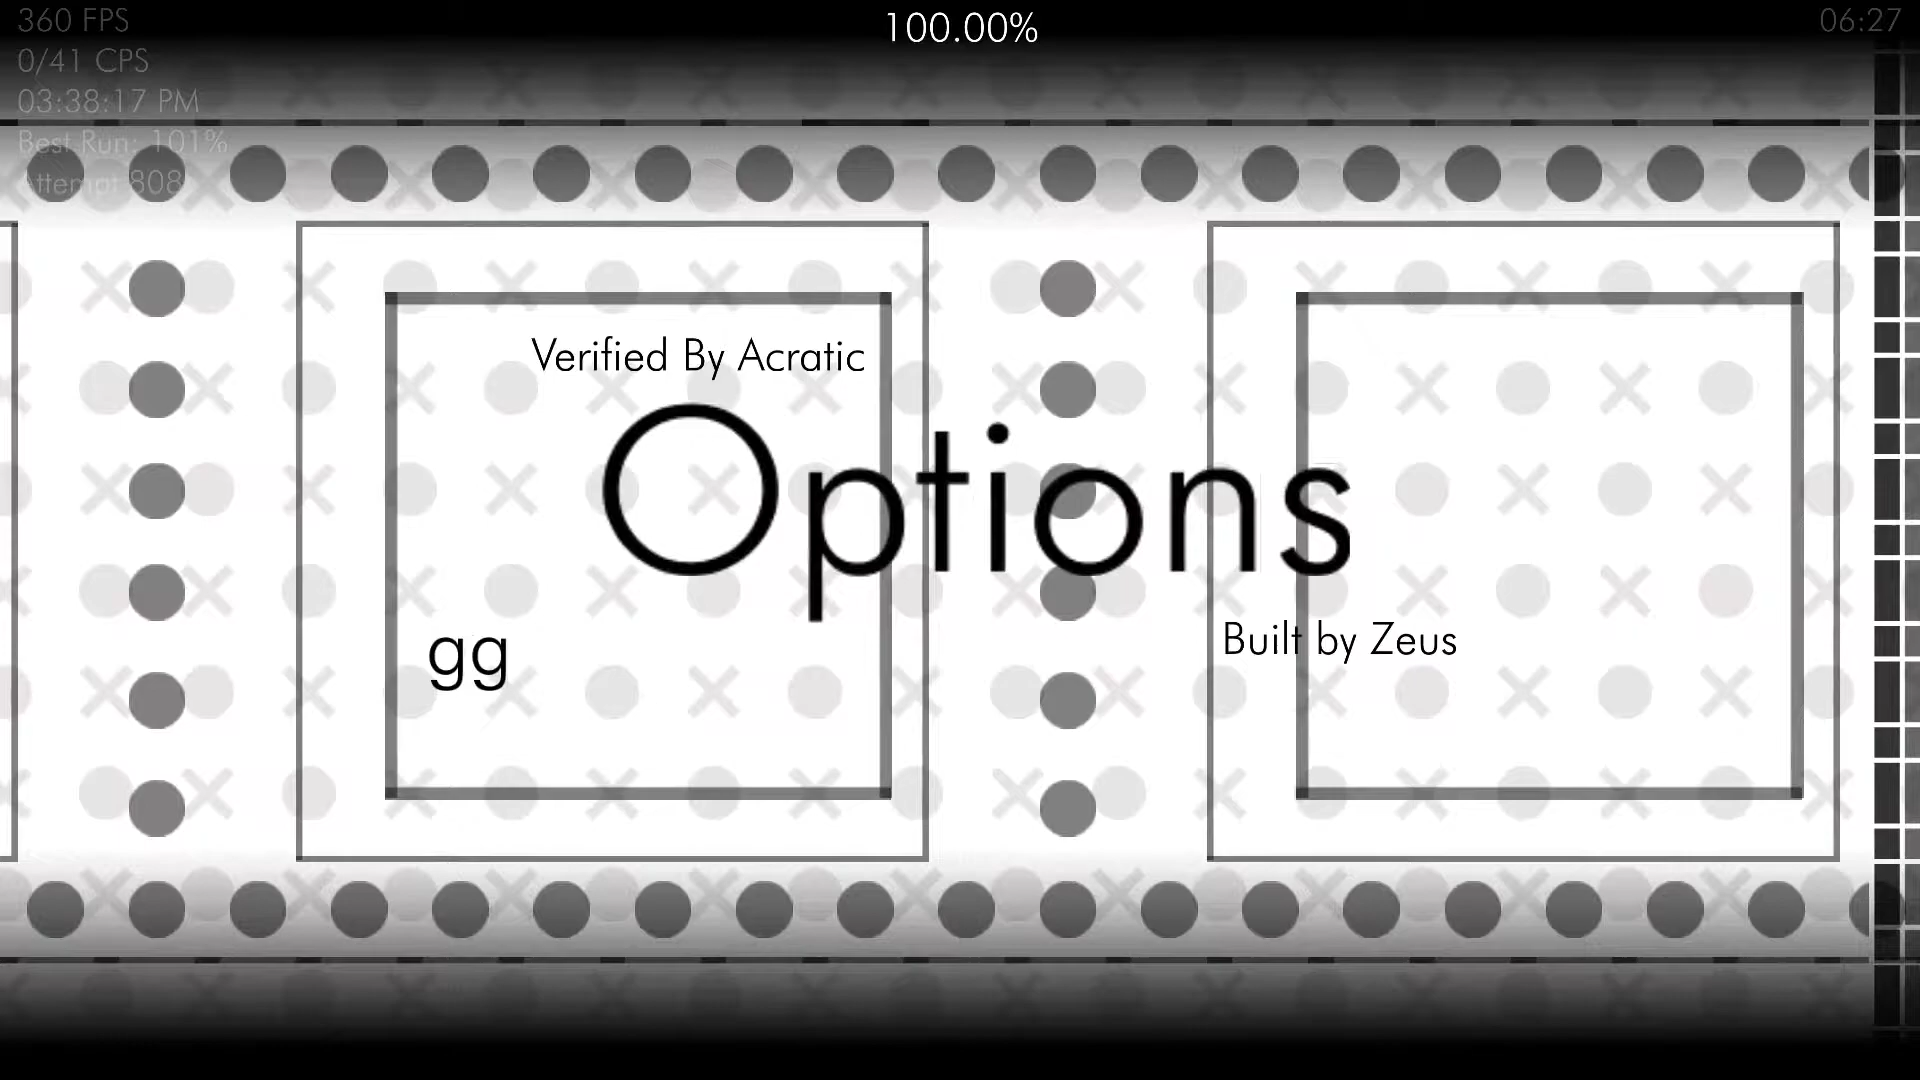 360 FPS
100.00%
06:27
0/41 CPS
03:38:17 PM
Best Run: 101%
Attempt 808
Verified By Acratic
Options
Built by Zeus
gg